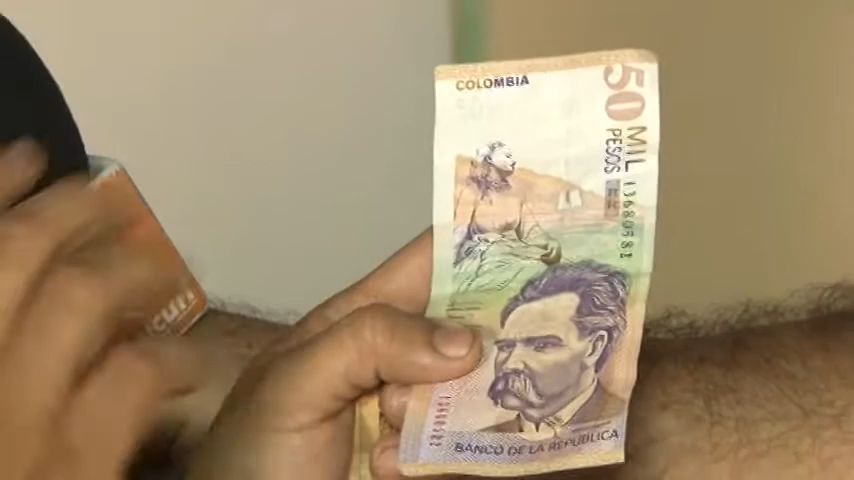 COLOMBIA
50
MIL
PESOS
13680581
BANCO DE LA REPUBLICA